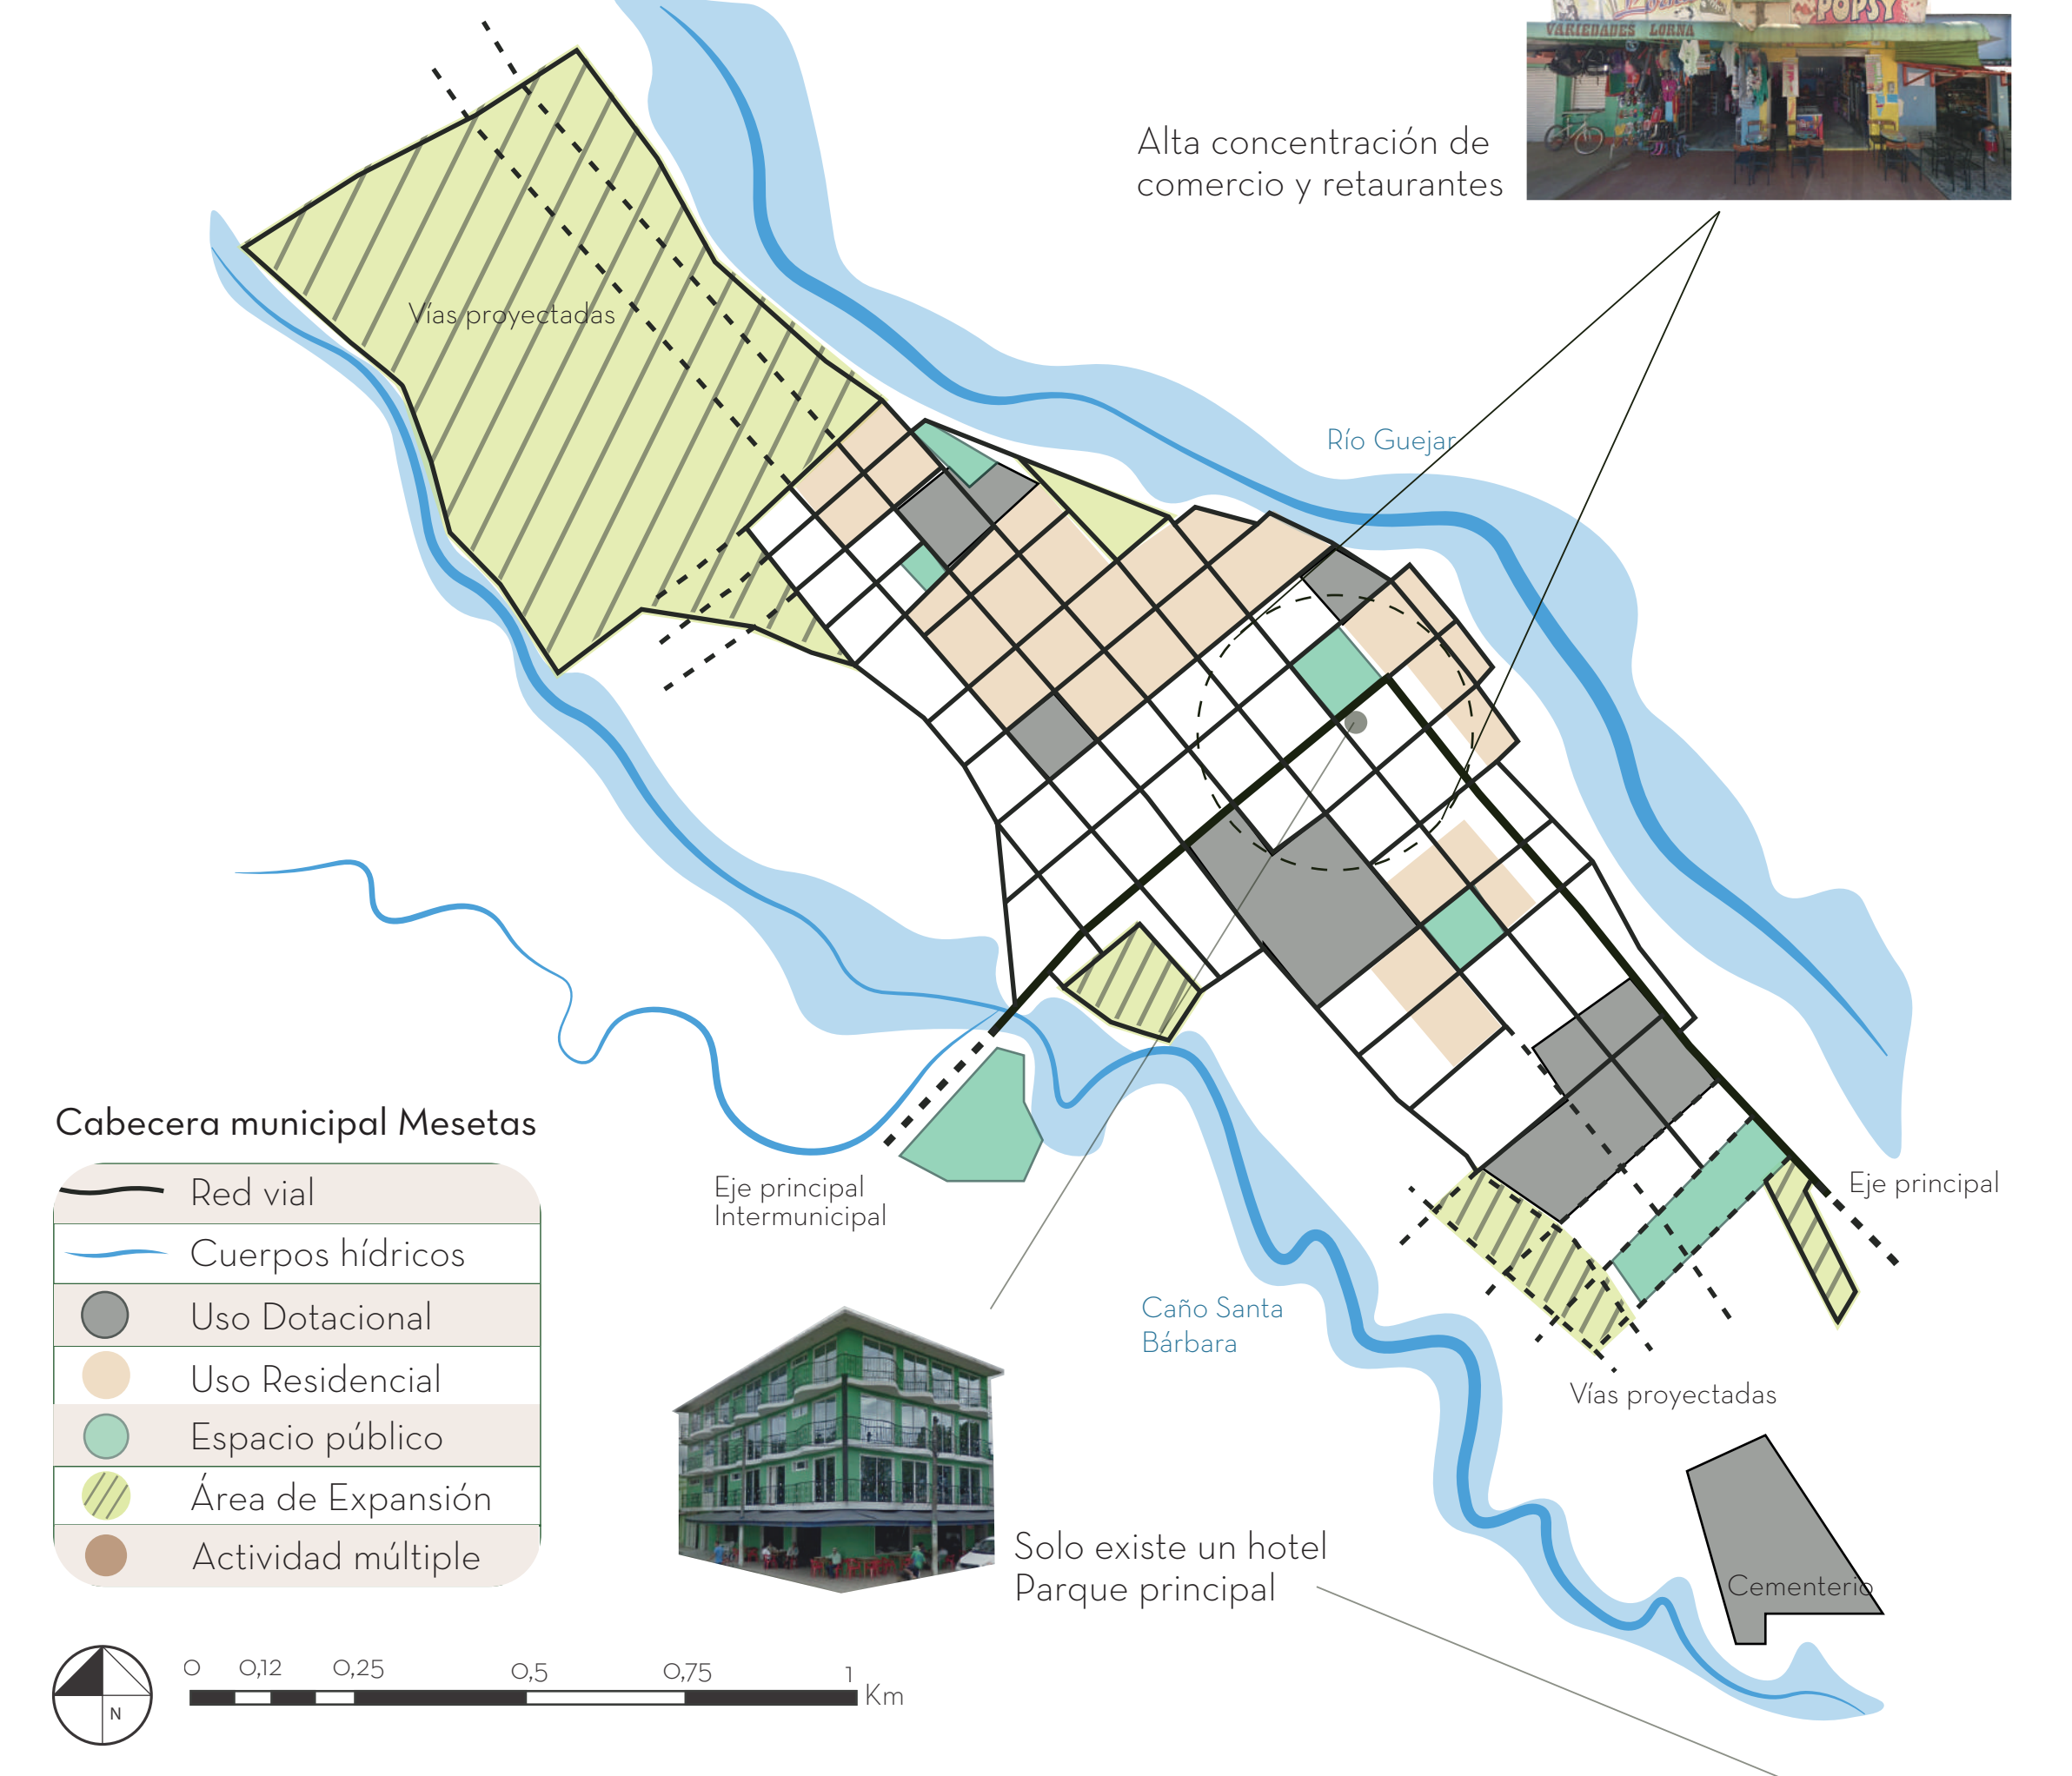 POPSY
VARIEDADES LORNA
Alta concentración de
comercio y retaurantes
Vías proyectadas
Río Guejar
Cabecera municipal Mesetas
Red vial
Cuerpos hídricos
Uso Dotacional
Uso Residencial
Espacio público
Área de Expansión
Actividad múltiple
Eje principal
Intermunicipal
Eje principal
Caño Santa
Bárbara
Vías proyectadas
Cementerio
Solo existe un hotel
Parque principal
0 0,12 0,25 0,5 0,75 1
Km
N